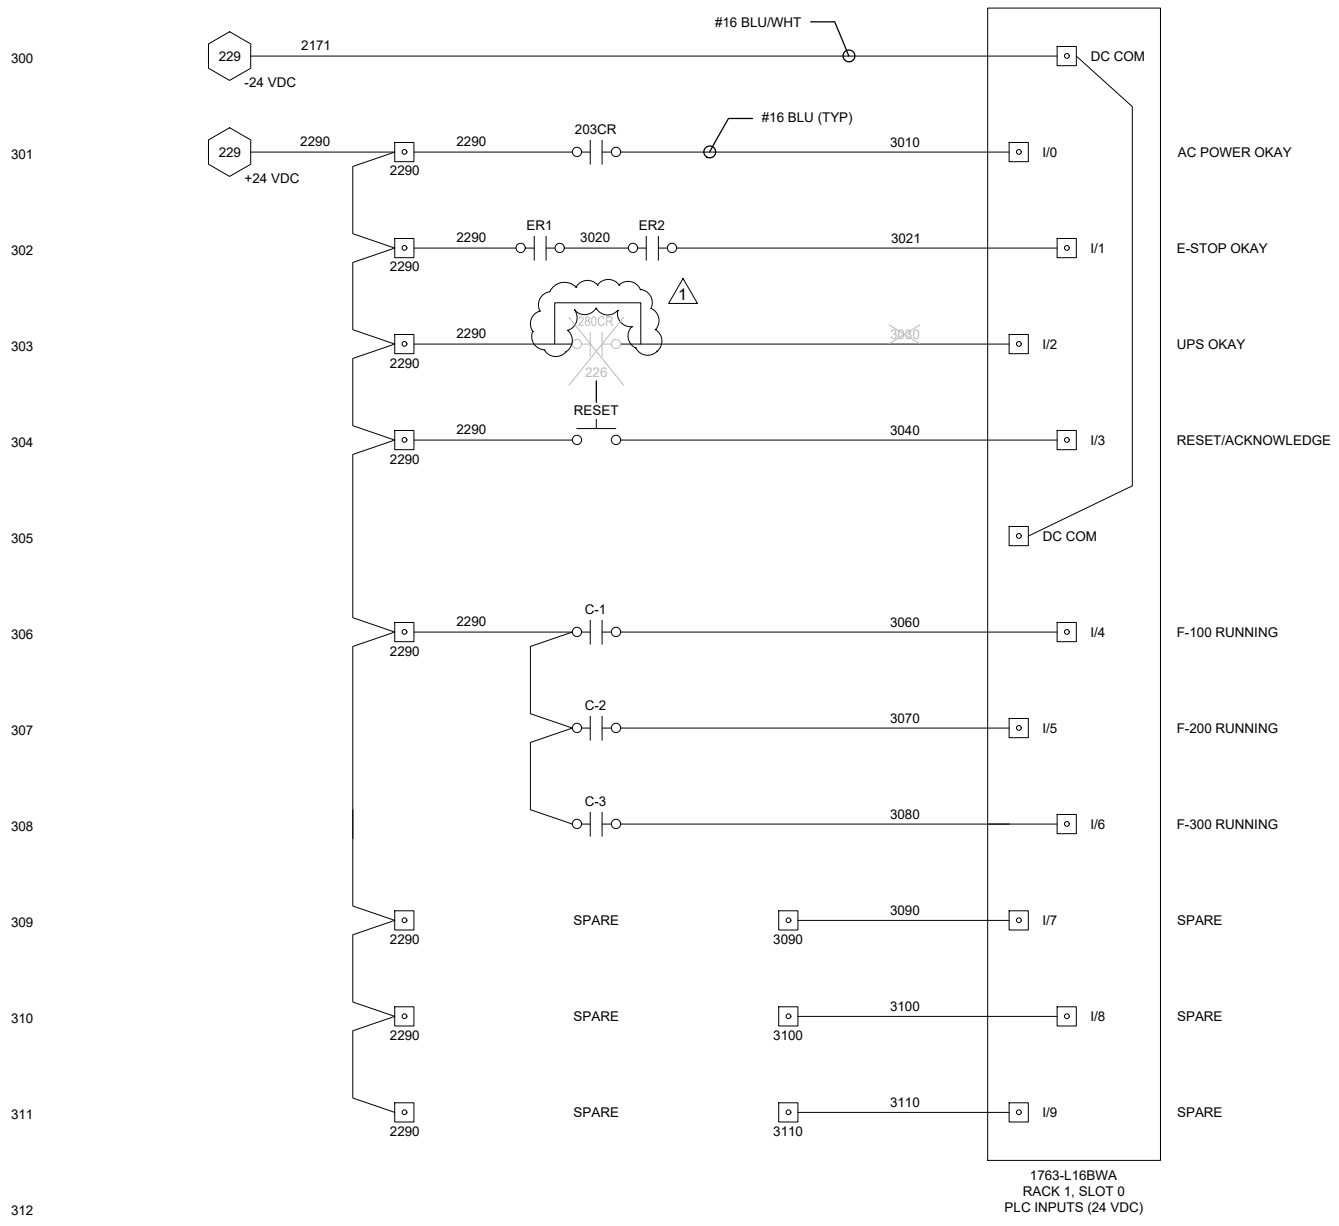 #16 BLU/WHT
300 229 2171 DC COM
-24 VDC
#16 BLU (TYP)
301 229 2290 2290 203CR 3010 I/0 AC POWER OKAY
+24 VDC 2290
302 2290 ER1 3020 ER2 3021 I/1 E-STOP OKAY
2290
1
303 2290 280CR 3030 I/2 UPS OKAY
2290 226
RESET
304 2290 3040 I/3 RESET/ACKNOWLEDGE
2290
305 DC COM
306 2290 C-1 3060 I/4 F-100 RUNNING
2290
307 C-2 3070 I/5 F-200 RUNNING
308 C-3 3080 I/6 F-300 RUNNING
309 SPARE 3090 I/7 SPARE
2290 3090
310 SPARE 3100 I/8 SPARE
2290 3100
311 SPARE 3110 I/9 SPARE
2290 3110
1763-L16BWA
RACK 1, SLOT 0
312 PLC INPUTS (24 VDC)